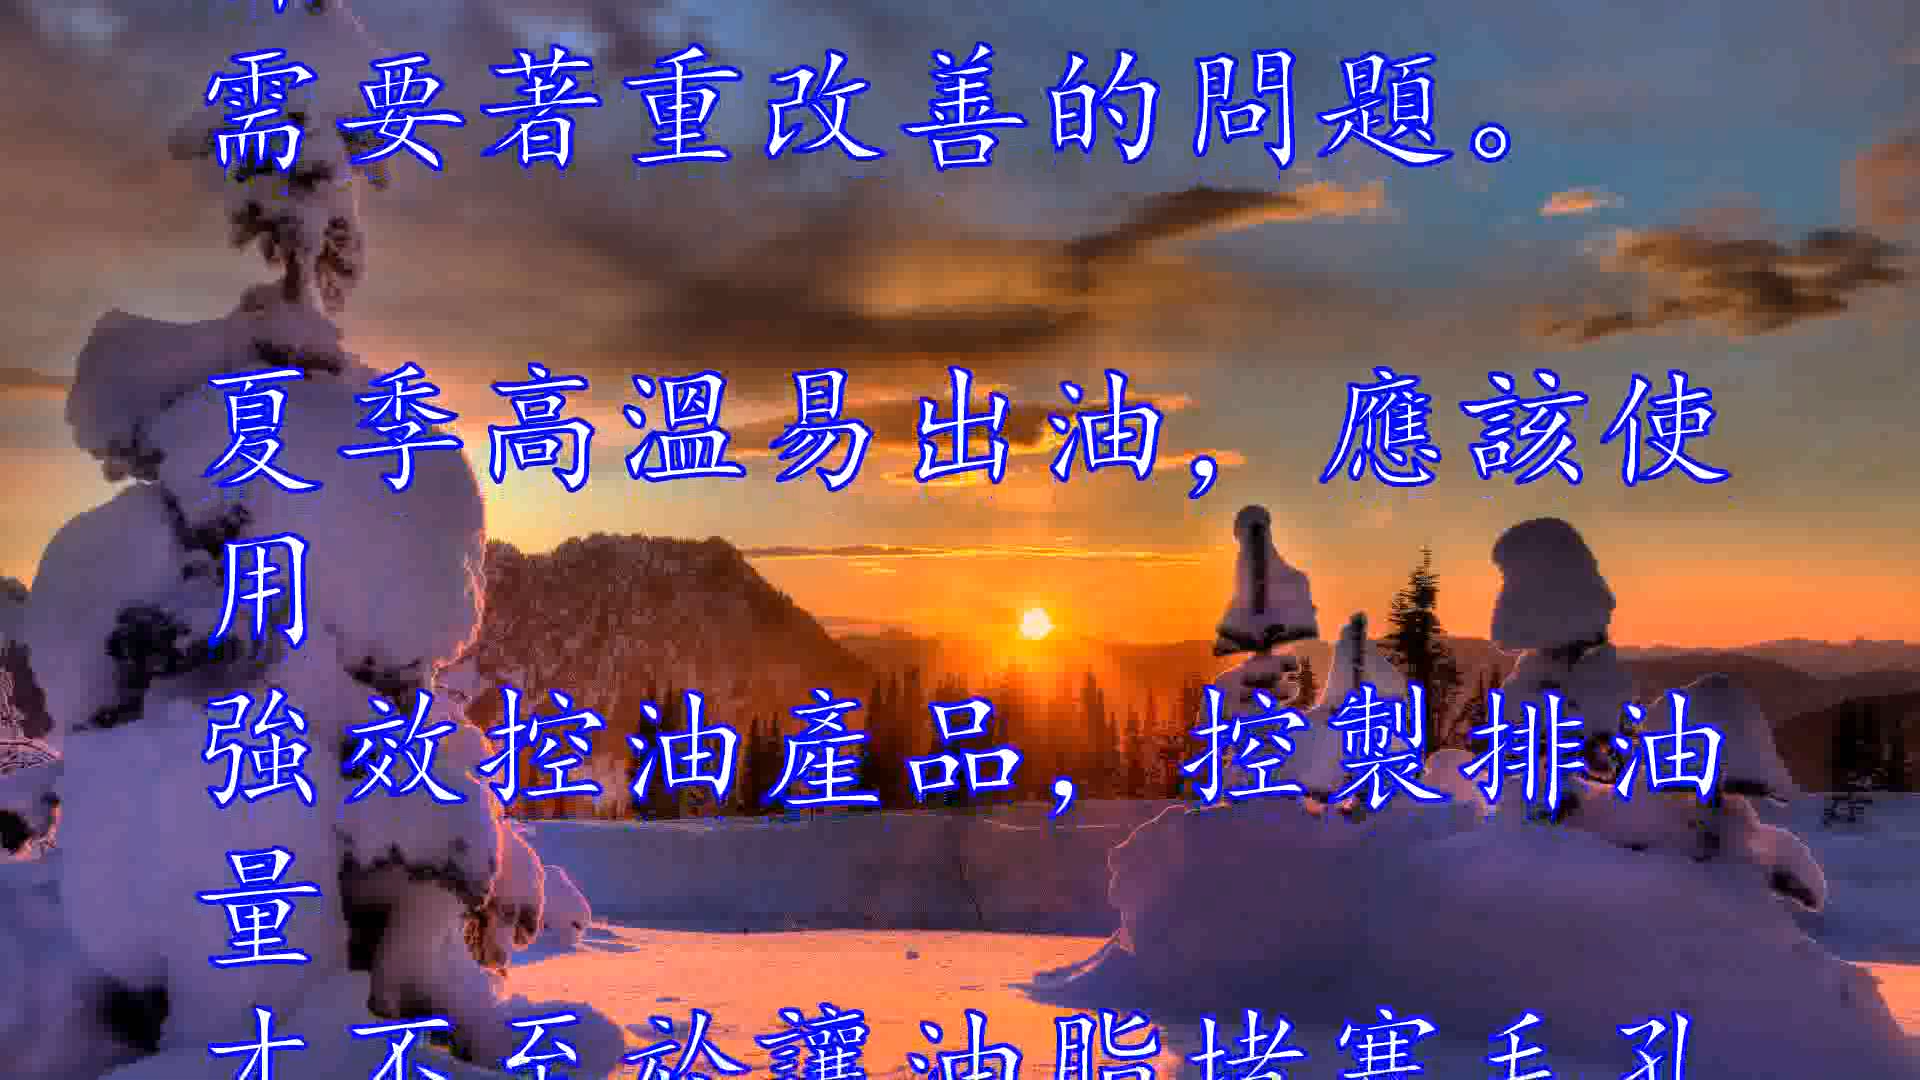 需要著重改善的問題。
夏季高溫易出油，應該使
用
強效控油產品，控製排油
量
才不至於讓油脂堵塞毛孔